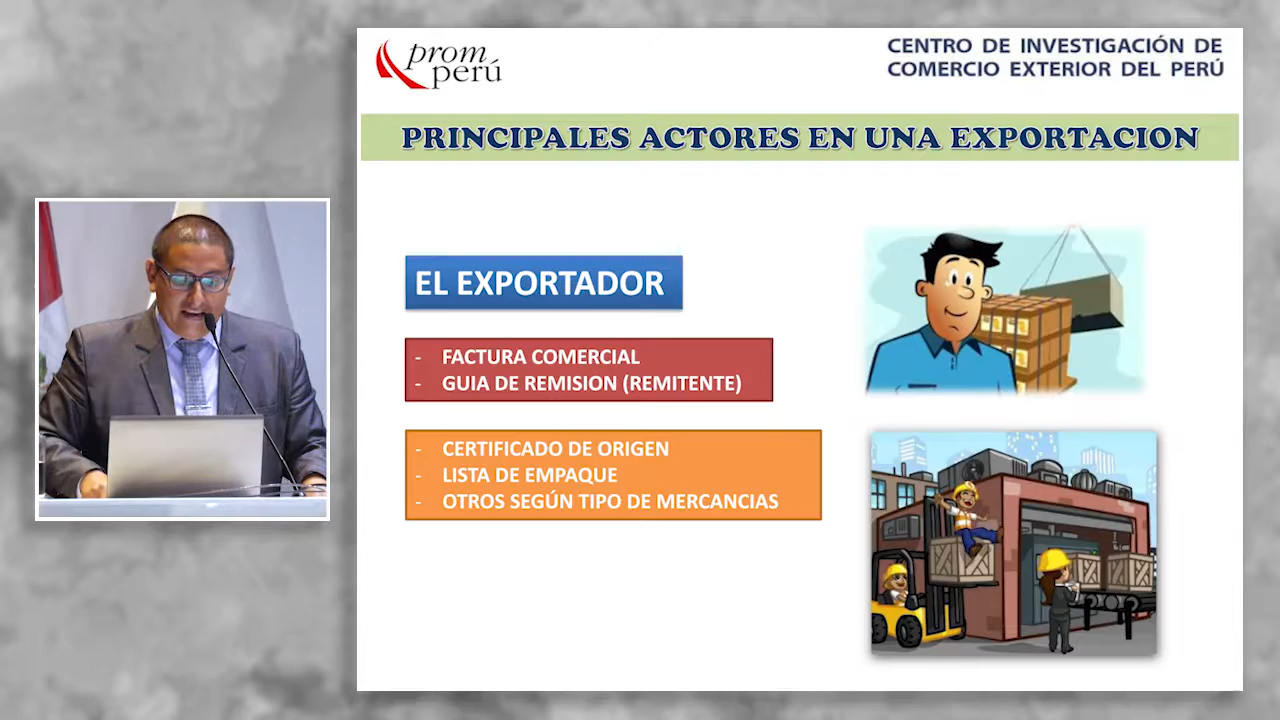 prom
perú
CENTRO DE INVESTIGACIÓN DE
COMERCIO EXTERIOR DEL PERÚ
PRINCIPALES ACTORES EN UNA EXPORTACION
EL EXPORTADOR
- FACTURA COMERCIAL
- GUIA DE REMISION (REMITENTE)
- CERTIFICADO DE ORIGEN
- LISTA DE EMPAQUE
- OTROS SEGÚN TIPO DE MERCANCIAS